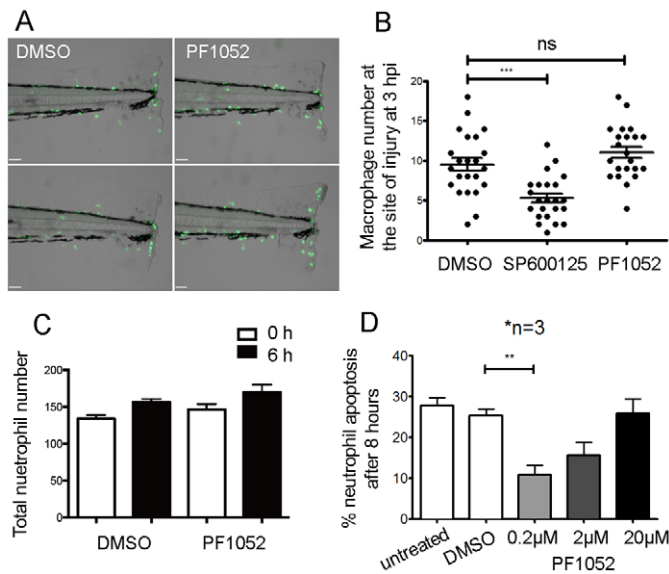 A
DMSO
PF1052
B
Macrophage number at
the site of injury at 3 hpi
ns
***
20
15
10
5
0
DMSO
SP600125
PF1052
C
0 h
6 h
Total nuetrophil number
200
150
100
50
0
DMSO
PF1052
D
*n=3
**
% neutrophil apoptosis
after 8 hours
40
30
20
10
0
untreated
DMSO
0.2µM
2µM
20µM
PF1052